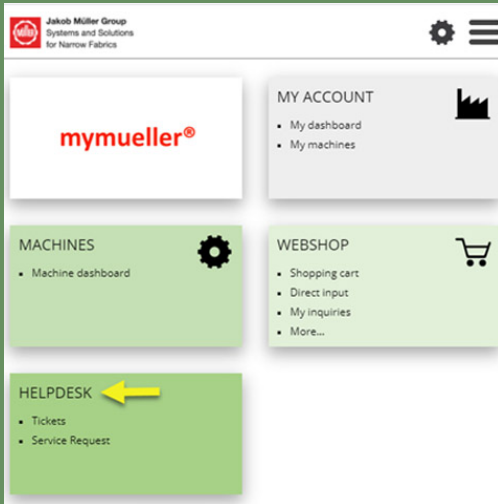 Jakob Müller Group
Systems and Solutions
for Narrow Fabrics
mymueller®
MY ACCOUNT
My dashboard
My machines
MACHINES
Machine dashboard
WEBSHOP
Shopping cart
Direct input
My inquiries
More...
HELPDESK
Tickets
Service Request